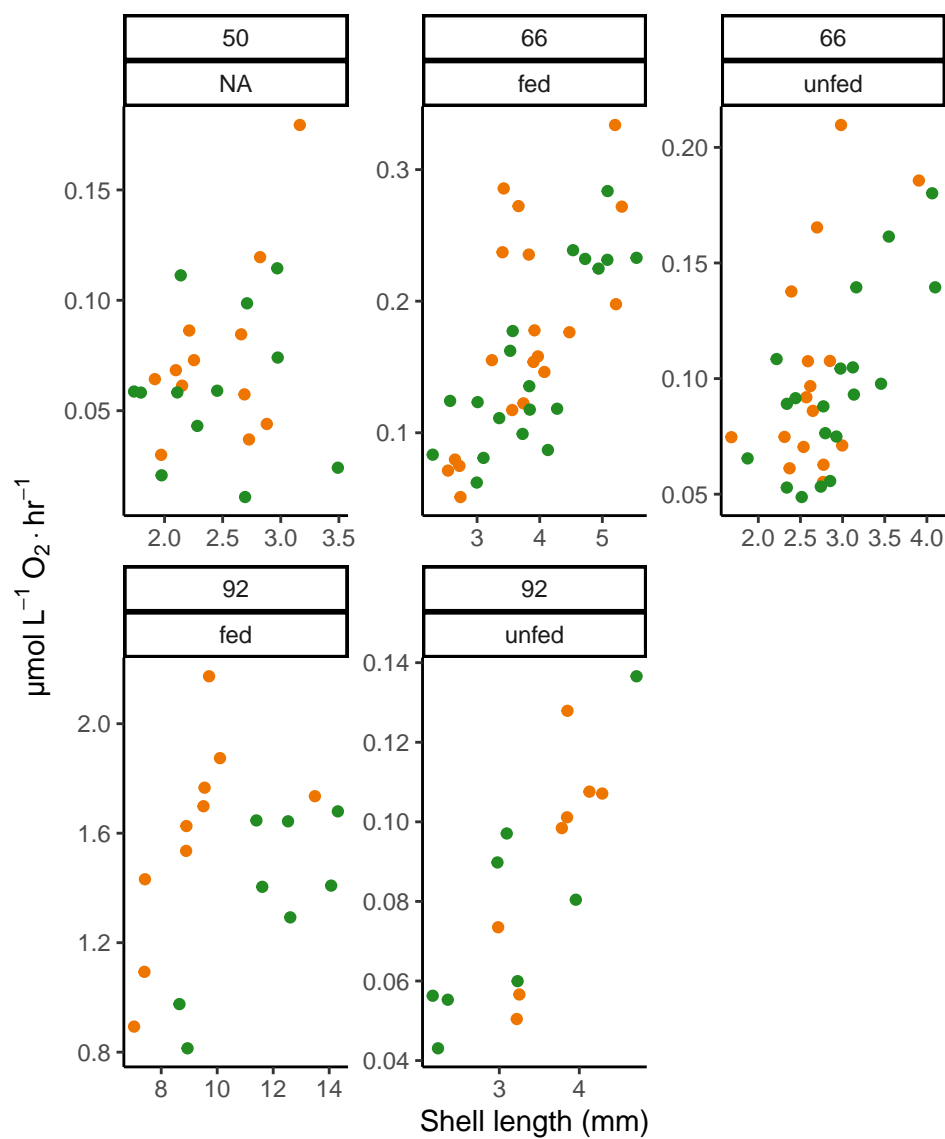 50
66
66
NA
fed
unfed
0.15
0.10
0.05
0.3
0.2
0.1
0.20
0.15
0.10
0.05
2.0 2.5 3.0 3.5
3 4 5
2.0 2.5 3.0 3.5 4.0
µmol L⁻¹ O₂ · hr⁻¹
92
92
fed
unfed
2.0
1.6
1.2
0.8
0.14
0.12
0.10
0.08
0.06
0.04
8 10 12 14
3 4
Shell length (mm)